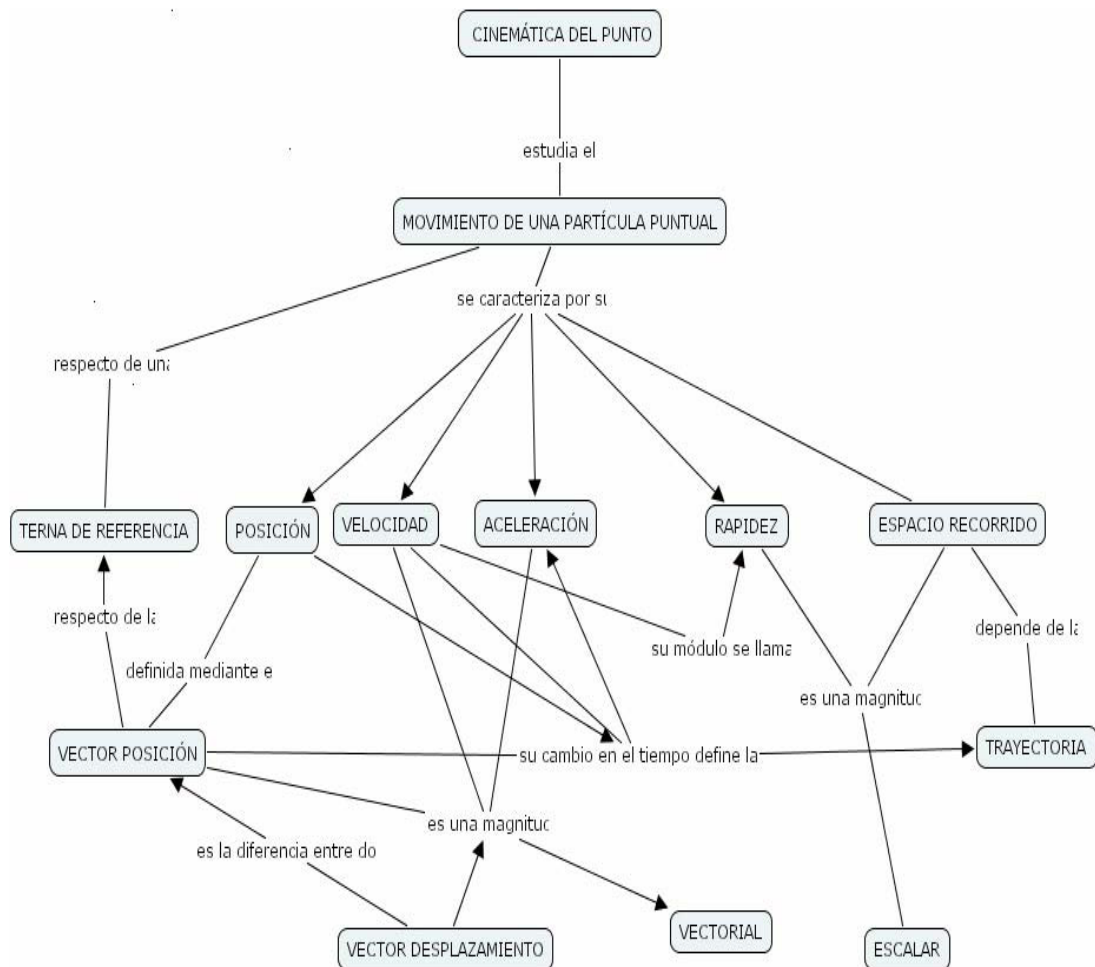 CINEMÁTICA DEL PUNTO
estudia el
MOVIMIENTO DE UNA PARTÍCULA PUNTUAL
se caracteriza por su
respecto de una
TERNA DE REFERENCIA
POSICIÓN
VELOCIDAD
ACELERACIÓN
RAPIDEZ
ESPACIO RECORRIDO
respecto de la
depende de la
su módulo se llama
definida mediante e
es una magnitud
VECTOR POSICIÓN
su cambio en el tiempo define la
TRAYECTORIA
es una magnitud
es la diferencia entre do
VECTOR DESPLAZAMIENTO
VECTORIAL
ESCALAR